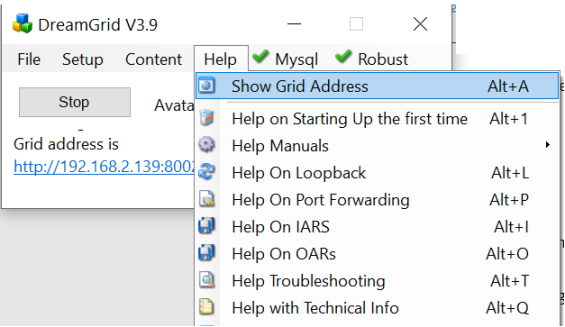 DreamGrid V3.9
File Setup Content Help Mysql Robust
Show Grid Address Alt+A
Stop Avata
Help on Starting Up the first time Alt+1
Grid address is
Help Manuals
http://192.168.2.139:8002
Help On Loopback Alt+L
Help On Port Forwarding Alt+P
Help On IARS Alt+I
Help On OARs Alt+O
Help Troubleshooting Alt+T
Help with Technical Info Alt+Q